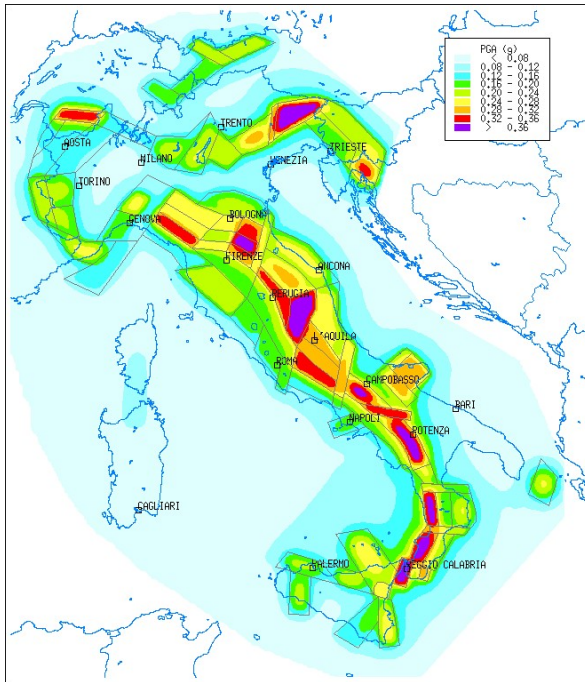 PGA (g)
< 0.08
0.08 - 0.12
0.12 - 0.16
0.16 - 0.20
0.20 - 0.24
0.24 - 0.28
0.28 - 0.32
0.32 - 0.36
> 0.36
TRENTO
AOSTA
TRIESTE
MILANO
VENEZIA
TORINO
BOLOGNA
GENOVA
FIRENZE
ANCONA
PERUGIA
L'AQUILA
ROMA
CAMPOBASSO
BARI
NAPOLI
POTENZA
CAGLIARI
PALERMO
REGGIO CALABRIA